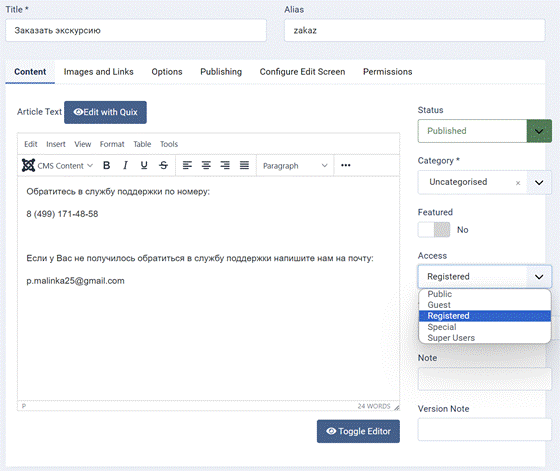 Title *
Alias
Заказать экскурсию
zakaz
Content
Images and Links
Options
Publishing
Configure Edit Screen
Permissions
Article Text
Edit with Quix
Edit Insert View Format Table Tools
CMS Content
B I U S
Paragraph
Обратитесь в службу поддержки по номеру:
8 (499) 171-48-58
Если у Вас не получилось обратиться в службу поддержки напишите нам на почту:
p.malinka25@gmail.com
P
24 WORDS
Toggle Editor
Status
Published
Category *
Uncategorised
Featured
No
Access
Registered
Public
Guest
Registered
Special
Super Users
Note
Version Note